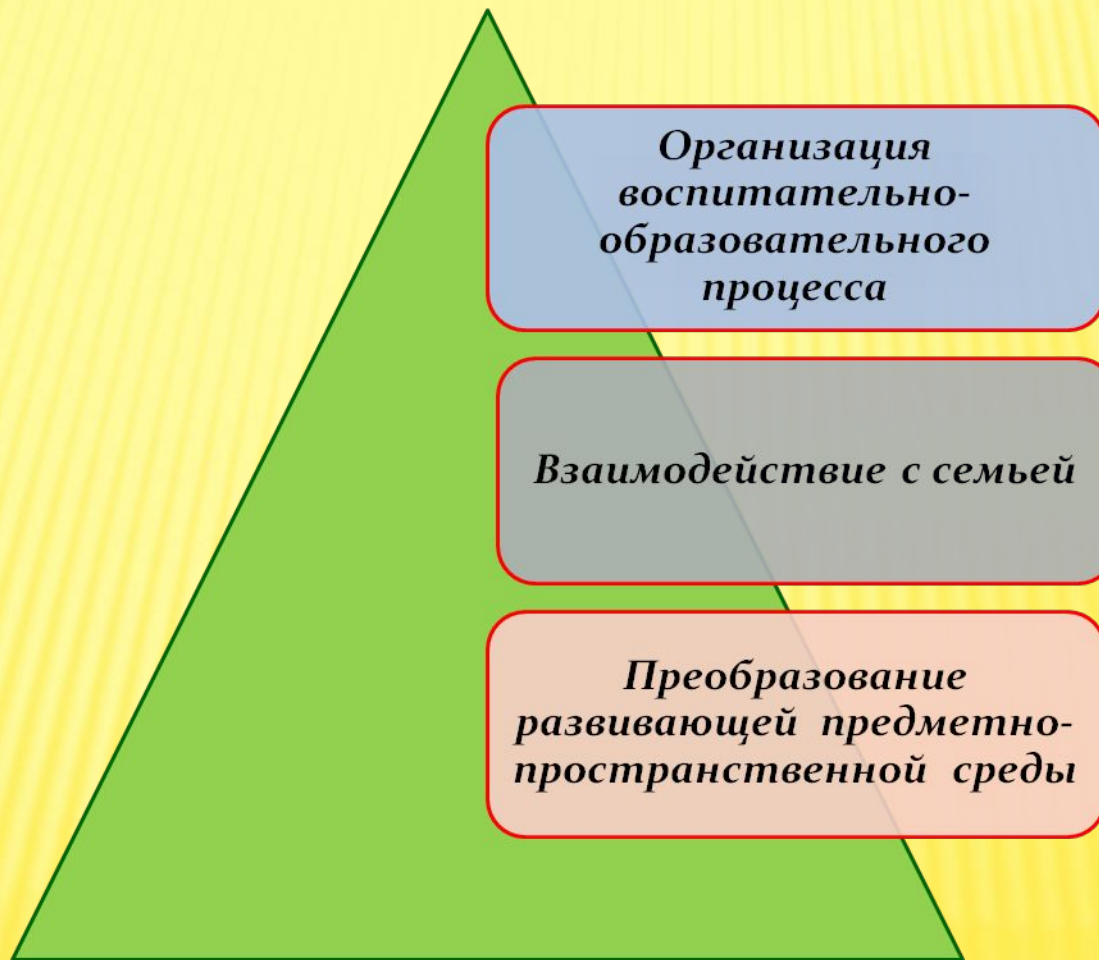 Организация
воспитательно-
образовательного
процесса
Взаимодействие с семьей
Преобразование
развивающей предметно-
пространственной среды